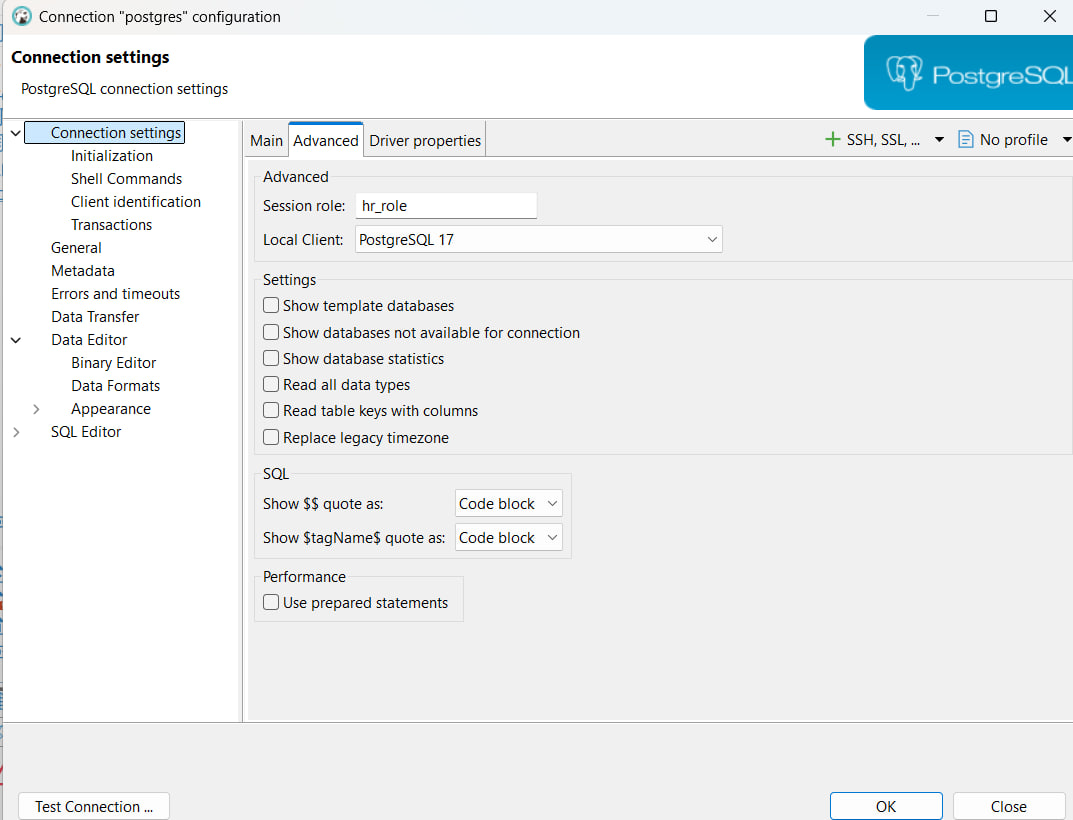 Connection "postgres" configuration
Connection settings
PostgreSQL connection settings
PostgreSQL
Connection settings
Initialization
Shell Commands
Client identification
Transactions
General
Metadata
Errors and timeouts
Data Transfer
Data Editor
Binary Editor
Data Formats
Appearance
SQL Editor
Main Advanced Driver properties
SSH, SSL, ... No profile
Advanced
Session role: hr_role
Local Client: PostgreSQL 17
Settings
Show template databases
Show databases not available for connection
Show database statistics
Read all data types
Read table keys with columns
Replace legacy timezone
SQL
Show $$ quote as: Code block
Show $tagName$ quote as: Code block
Performance
Use prepared statements
Test Connection ... OK Close